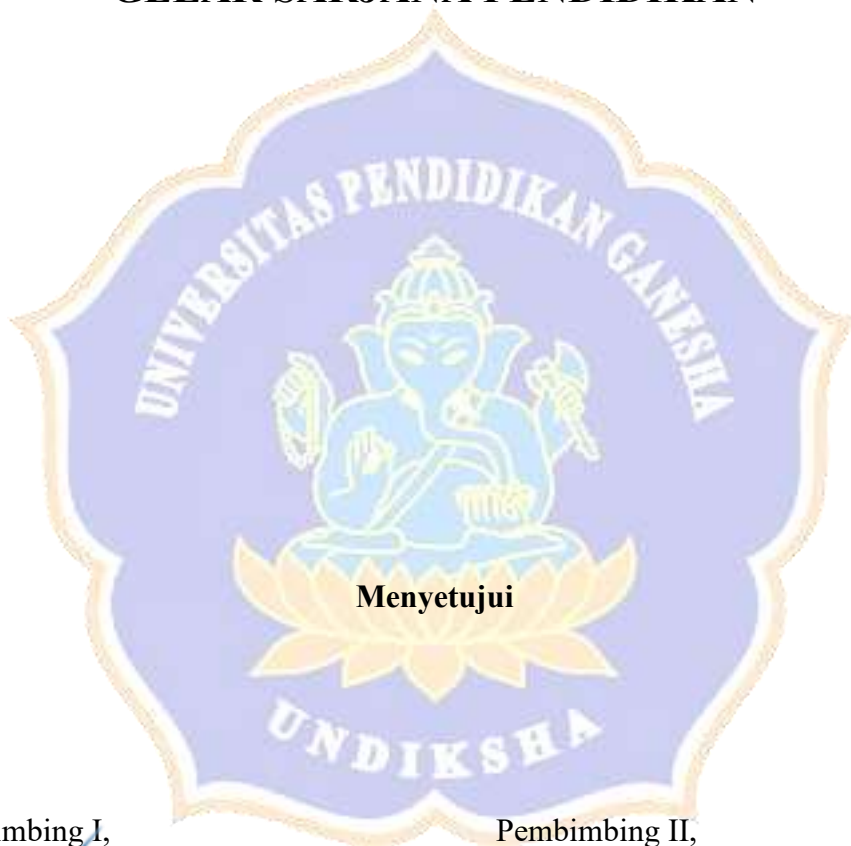 GELAR SARJANA PENDIDIKAN
UNIVERSITAS PENDIDIKAN GANESHA
Menyetujui
UNDIKSHA
mbing I,
Pembimbing II,